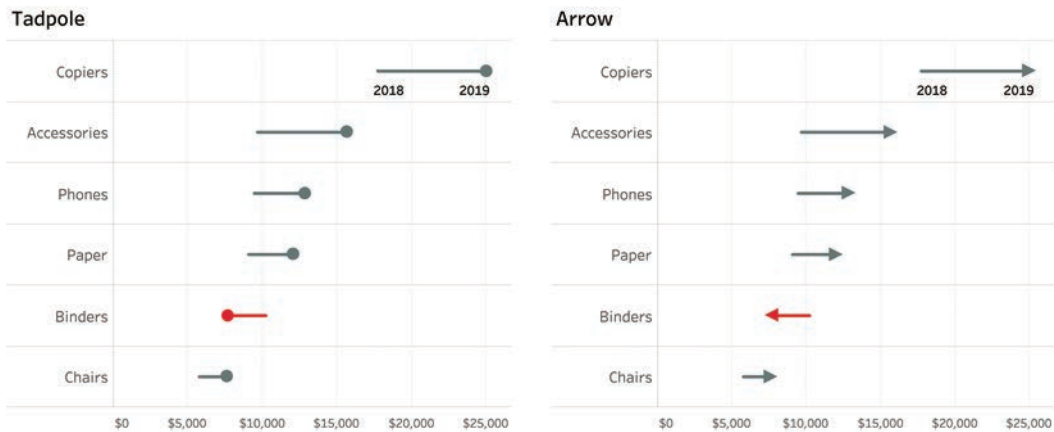 Tadpole
Copiers
2018 2019
Accessories
Phones
Paper
Binders
Chairs
$0 $5,000 $10,000 $15,000 $20,000 $25,000
Arrow
Copiers
2018 2019
Accessories
Phones
Paper
Binders
Chairs
$0 $5,000 $10,000 $15,000 $20,000 $25,000